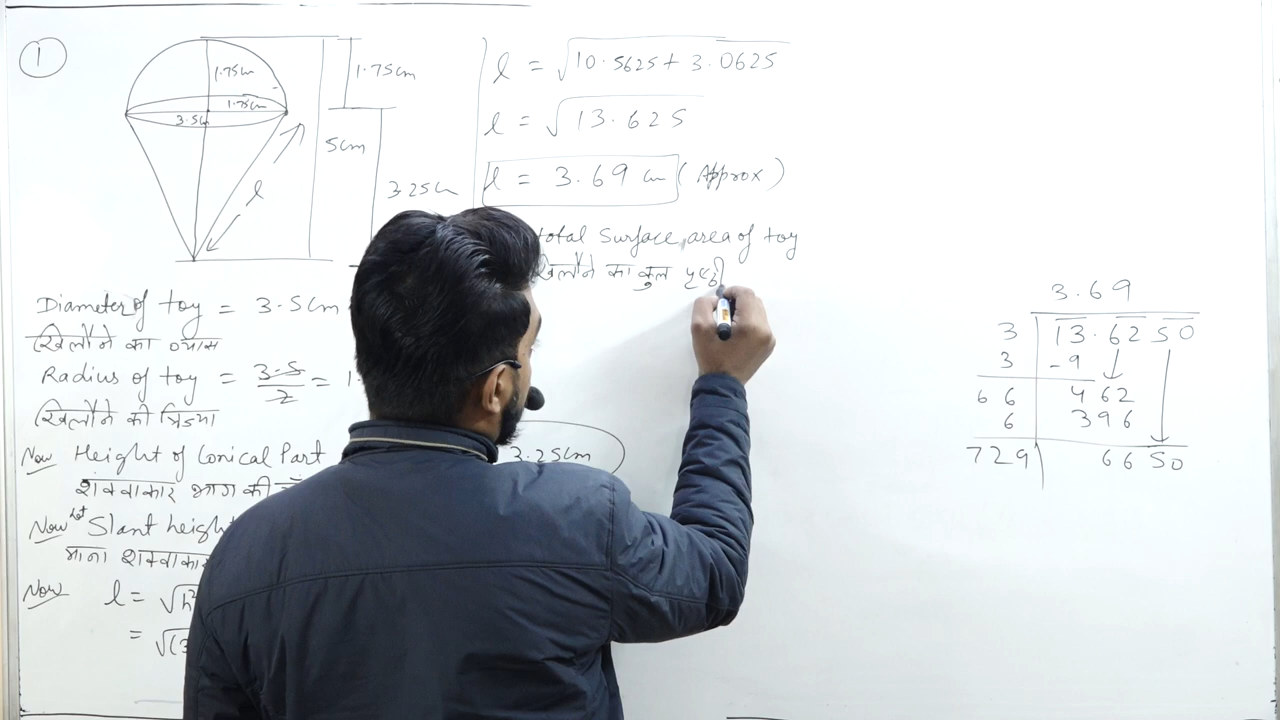 1
1.75cm
1.75cm
3.5cm
l
1.75cm
5cm
3.25cm
Diameter of toy = 3.5cm
खिलौने का व्यास
Radius of toy = 3.5/2 = 1.
खिलौने की त्रिज्या
Now Height of Conical Part 3.25cm
शंक्वाकार भाग की
Now let Slant height
माना शंक्वाकार
Now l = √h²
= √(3
l = √10.5625 + 3.0625
l = √13.625
l = 3.69 cm (Approx)
total Surface area of toy
खिलौने का कुल पृष्ठी
3.69
3 13.6250
3 -9
66 462
6 396
729 6650